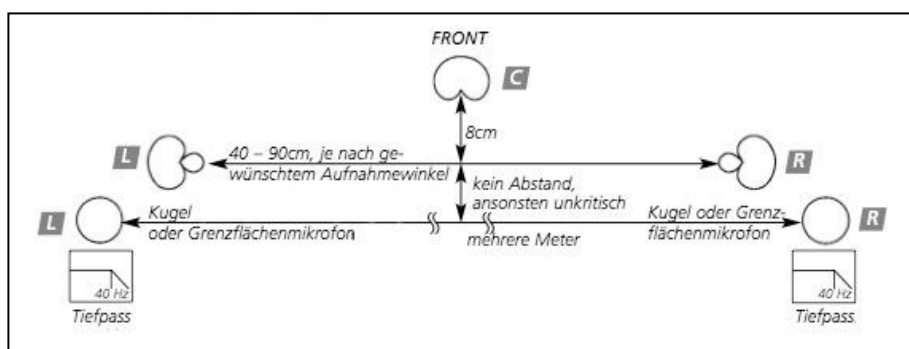 FRONT
C
8cm
L
40 – 90cm, je nach ge-
wünschtem Aufnahmewinkel
R
kein Abstand,
ansonsten unkritisch
L
Kugel
oder Grenzflächenmikrofon
mehrere Meter
Kugel oder Grenz-
flächenmikrofon
R
40 Hz
Tiefpass
40 Hz
Tiefpass